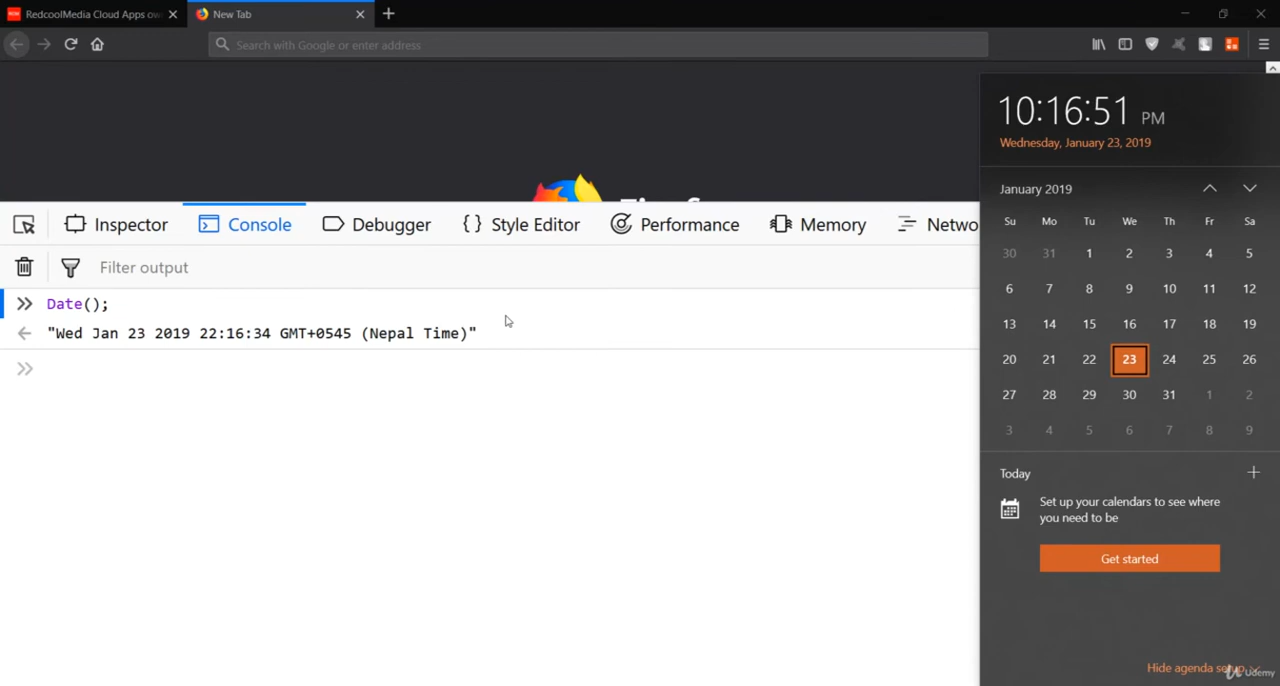 RedcoolMedia Cloud Apps ow
New Tab
Search with Google or enter address
Inspector
Console
Debugger
{ } Style Editor
Performance
Memory
Netwo
Filter output
Date();
"Wed Jan 23 2019 22:16:34 GMT+0545 (Nepal Time)"
10:16:51 PM
Wednesday, January 23, 2019
January 2019
Su Mo Tu We Th Fr Sa
30 31 1 2 3 4 5
6 7 8 9 10 11 12
13 14 15 16 17 18 19
20 21 22 23 24 25 26
27 28 29 30 31 1 2
3 4 5 6 7 8 9
Today
Set up your calendars to see where
you need to be
Get started
Hide agenda setup
Udemy